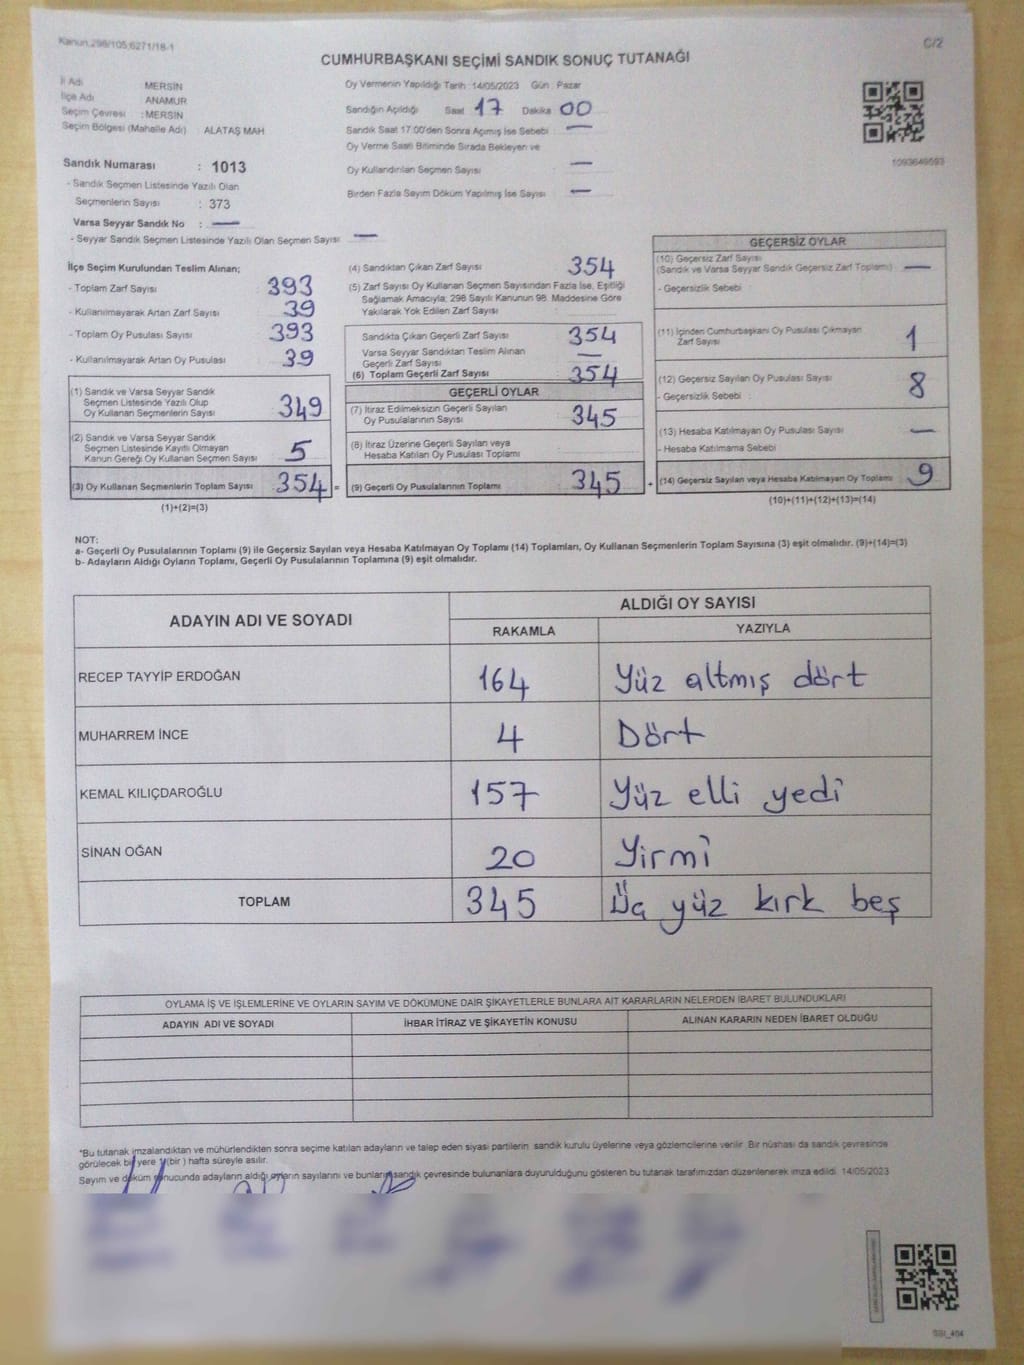 Kanun,298/105;6271/18-1
C/2
CUMHURBAŞKANI SEÇİMİ SANDIK SONUÇ TUTANAĞI
İl Adı MERSİN
İlçe Adı ANAMUR
Seçim Çevresi : MERSİN
Seçim Bölgesi (Mahalle Adı) : ALATAŞ MAH
Sandık Numarası : 1013
- Sandık Seçmen Listesinde Yazılı Olan
Seçmenlerin Sayısı : 373
Varsa Seyyar Sandık No : —
- Seyyar Sandık Seçmen Listesinde Yazılı Olan Seçmen Sayısı —
Oy Vermenin Yapıldığı Tarih : 14/05/2023 Gün : Pazar
Sandığın Açıldığı Saat 17 Dakika 00
Sandık Saat 17:00'den Sonra Açımış İse Sebebi : —
Oy Verme Saati Bitiminde Sırada Bekleyen ve
Oy Kullandırılan Seçmen Sayısı —
Birden Fazla Sayım Döküm Yapılmış İse Sayısı : —
1093649593
İlçe Seçim Kurulundan Teslim Alınan;
- Toplam Zarf Sayısı : 393
- Kullanılmayarak Artan Zarf Sayısı : 39
- Toplam Oy Pusulası Sayısı : 393
- Kullanılmayarak Artan Oy Pusulası : 39
(1) Sandık ve Varsa Seyyar Sandık
Seçmen Listesinde Yazılı Olup
Oy Kullanan Seçmenlerin Sayısı : 349
(2) Sandık ve Varsa Seyyar Sandık
Seçmen Listesinde Kayıtlı Olmayan
Kanun Gereği Oy Kullanan Seçmen Sayısı : 5
(3) Oy Kullanan Seçmenlerin Toplam Sayısı : 354 =
(1)+(2)=(3)
(4) Sandıktan Çıkan Zarf Sayısı 354
(5) Zarf Sayısı Oy Kullanan Seçmen Sayısından Fazla İse, Eşitliği
Sağlamak Amacıyla; 298 Sayılı Kanunun 98. Maddesine Göre
Yakılarak Yok Edilen Zarf Sayısı
Sandıkta Çıkan Geçerli Zarf Sayısı 354
Varsa Seyyar Sandıktan Teslim Alınan
Geçerli Zarf Sayısı —
(6) Toplam Geçerli Zarf Sayısı 354
GEÇERLİ OYLAR
(7) İtiraz Edilmeksizin Geçerli Sayılan
Oy Pusulalarının Sayısı 345
(8) İtiraz Üzerine Geçerli Sayılan veya
Hesaba Katılan Oy Pusulası Toplamı
(9) Geçerli Oy Pusulalarının Toplamı 345 +
GEÇERSİZ OYLAR
(10) Geçersiz Zarf Sayısı
(Sandık ve Varsa Seyyar Sandık Geçersiz Zarf Toplamı) —
- Geçersizlik Sebebi :
(11) İçinden Cumhurbaşkanı Oy Pusulası Çıkmayan
Zarf Sayısı 1
(12) Geçersiz Sayılan Oy Pusulası Sayısı 8
- Geçersizlik Sebebi :
(13) Hesaba Katılmayan Oy Pusulası Sayısı —
- Hesaba Katılmama Sebebi
(14) Geçersiz Sayılan veya Hesaba Katılmayan Oy Toplamı 9
(10)+(11)+(12)+(13)=(14)
NOT:
a- Geçerli Oy Pusulalarının Toplamı (9) ile Geçersiz Sayılan veya Hesaba Katılmayan Oy Toplamı (14) Toplamları, Oy Kullanan Seçmenlerin Toplam Sayısına (3) eşit olmalıdır. (9)+(14)=(3)
b- Adayların Aldığı Oyların Toplamı, Geçerli Oy Pusulalarının Toplamına (9) eşit olmalıdır.
ADAYIN ADI VE SOYADI ALDIĞI OY SAYISI
RAKAMLA YAZIYLA
RECEP TAYYİP ERDOĞAN 164 Yüz altmış dört
MUHARREM İNCE 4 Dört
KEMAL KILIÇDAROĞLU 157 Yüz elli yedi
SİNAN OĞAN 20 Yirmi
TOPLAM 345 Üç yüz kırk beş
OYLAMA İŞ VE İŞLEMLERİNE VE OYLARIN SAYIM VE DÖKÜMÜNE DAİR ŞİKAYETLERLE BUNLARA AİT KARARLARIN NELERDEN İBARET BULUNDUKLARI
ADAYIN ADI VE SOYADI İHBAR İTİRAZ VE ŞİKAYETİN KONUSU ALINAN KARARIN NEDEN İBARET OLDUĞU
*Bu tutanak imzalandıktan ve mühürlendikten sonra seçime katılan adayların ve talep eden siyasi partilerin sandık kurulu üyelerine veya gözlemcilerine verilir. Bir nüshası da sandık çevresinde
görülecek bir yere 1 (bir ) hafta süreyle asılır.
Sayım ve döküm sonucunda adayların aldığı oyların sayılarını ve bunların sandık çevresinde bulunanlara duyurulduğunu gösteren bu tutanak tarafımızdan düzenlenerek imza edildi. 14/05/2023
SSI_404